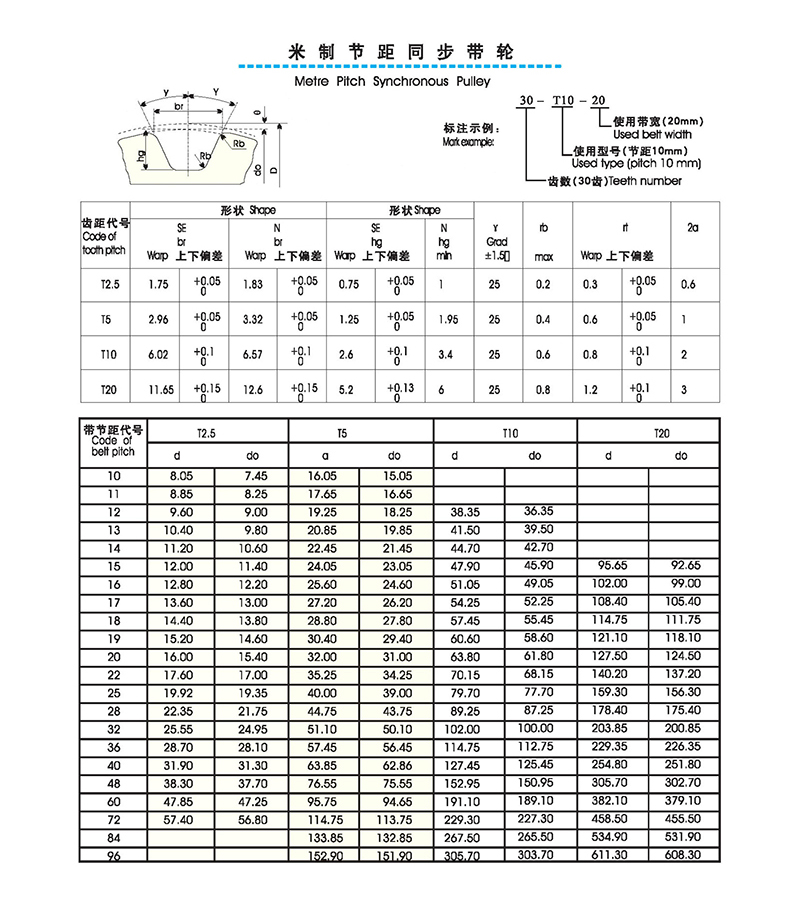 米制节距同步带轮
Metre Pitch Synchronous Pulley
γ Y
br
θ
Rb
hg
Rb
do
D
30 - T10 - 20
标注示例：
Mark example:
使用带宽(20mm)
Used belt width
使用型号(节距10mm)
Used type (pitch 10 mm)
齿数(30齿)Teeth number
齿距代号 Code of tooth pitch 形状 Shape 形状Shape γ Grad ±1.5▯ rb max rt Warp 上下偏差 2a
SE br Warp 上下偏差 N br Warp 上下偏差 SE hg Warp 上下偏差 N hg min
T2.5 1.75 +0.05 0 1.83 +0.05 0 0.75 +0.05 0 1 25 0.2 0.3 +0.05 0 0.6
T5 2.96 +0.05 0 3.32 +0.05 0 1.25 +0.05 0 1.95 25 0.4 0.6 +0.05 0 1
T10 6.02 +0.1 0 6.57 +0.1 0 2.6 +0.1 0 3.4 25 0.6 0.8 +0.1 0 2
T20 11.65 +0.15 0 12.6 +0.15 0 5.2 +0.13 0 6 25 0.8 1.2 +0.1 0 3
带节距代号 Code of belt pitch T2.5 T5 T10 T20
d do a do d do d do
10 8.05 7.45 16.05 15.05
11 8.85 8.25 17.65 16.65
12 9.60 9.00 19.25 18.25 38.35 36.35
13 10.40 9.80 20.85 19.85 41.50 39.50
14 11.20 10.60 22.45 21.45 44.70 42.70
15 12.00 11.40 24.05 23.05 47.90 45.90 95.65 92.65
16 12.80 12.20 25.60 24.60 51.05 49.05 102.00 99.00
17 13.60 13.00 27.20 26.20 54.25 52.25 108.40 105.40
18 14.40 13.80 28.80 27.80 57.45 55.45 114.75 111.75
19 15.20 14.60 30.40 29.40 60.60 58.60 121.10 118.10
20 16.00 15.40 32.00 31.00 63.80 61.80 127.50 124.50
22 17.60 17.00 35.25 34.25 70.15 68.15 140.20 137.20
25 19.92 19.35 40.00 39.00 79.70 77.70 159.30 156.30
28 22.35 21.75 44.75 43.75 89.25 87.25 178.40 175.40
32 25.55 24.95 51.10 50.10 102.00 100.00 203.85 200.85
36 28.70 28.10 57.45 56.45 114.75 112.75 229.35 226.35
40 31.90 31.30 63.85 62.86 127.45 125.45 254.80 251.80
48 38.30 37.70 76.55 75.55 152.95 150.95 305.70 302.70
60 47.85 47.25 95.75 94.65 191.10 189.10 382.10 379.10
72 57.40 56.80 114.75 113.75 229.30 227.30 458.50 455.50
84 133.85 132.85 267.50 265.50 534.90 531.90
96 152.90 151.90 305.70 303.70 611.30 608.30